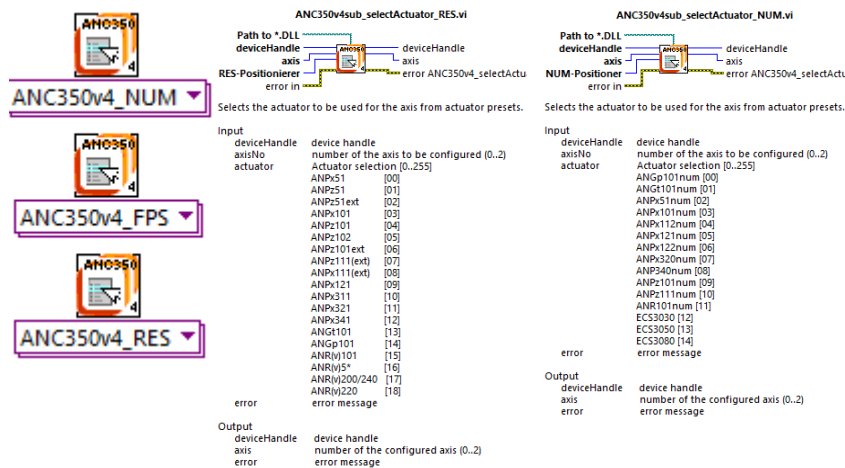 ANC350
4
ANC350v4_NUM
ANC350
4
ANC350v4_FPS
ANC350
4
ANC350v4_RES
ANC350v4sub_selectActuator_RES.vi
Path to *.DLL
deviceHandle
axis
RES-Positionierer
error in
ANC350
4
deviceHandle
axis
error ANC350v4_selectActu
Selects the actuator to be used for the axis from actuator presets.
Input
deviceHandle device handle
axisNo number of the axis to be configured (0..2)
actuator Actuator selection [0..255]
ANPx51 [00]
ANPz51 [01]
ANPz51ext [02]
ANPx101 [03]
ANPz101 [04]
ANPz102 [05]
ANPz101ext [06]
ANPz111(ext) [07]
ANPx111(ext) [08]
ANPx121 [09]
ANPx311 [10]
ANPx321 [11]
ANPx341 [12]
ANGt101 [13]
ANGp101 [14]
ANR(v)101 [15]
ANR(v)5* [16]
ANR(v)200/240 [17]
ANR(v)220 [18]
error error message
Output
deviceHandle device handle
axis number of the configured axis (0..2)
error error message
ANC350v4sub_selectActuator_NUM.vi
Path to *.DLL
deviceHandle
axis
NUM-Positioner
error in
ANC350
4
deviceHandle
axis
error ANC350v4_selectActu
Selects the actuator to be used for the axis from actuator presets.
Input
deviceHandle device handle
axisNo number of the axis to be configured (0..2)
actuator Actuator selection [0..255]
ANGp101num [00]
ANGt101num [01]
ANPx51num [02]
ANPx101num [03]
ANPx112num [04]
ANPx121num [05]
ANPx122num [06]
ANPx320num [07]
ANP340num [08]
ANPz101num [09]
ANPz111num [10]
ANR101num [11]
ECS3030 [12]
ECS3050 [13]
ECS3080 [14]
error error message
Output
deviceHandle device handle
axis number of the configured axis (0..2)
error error message